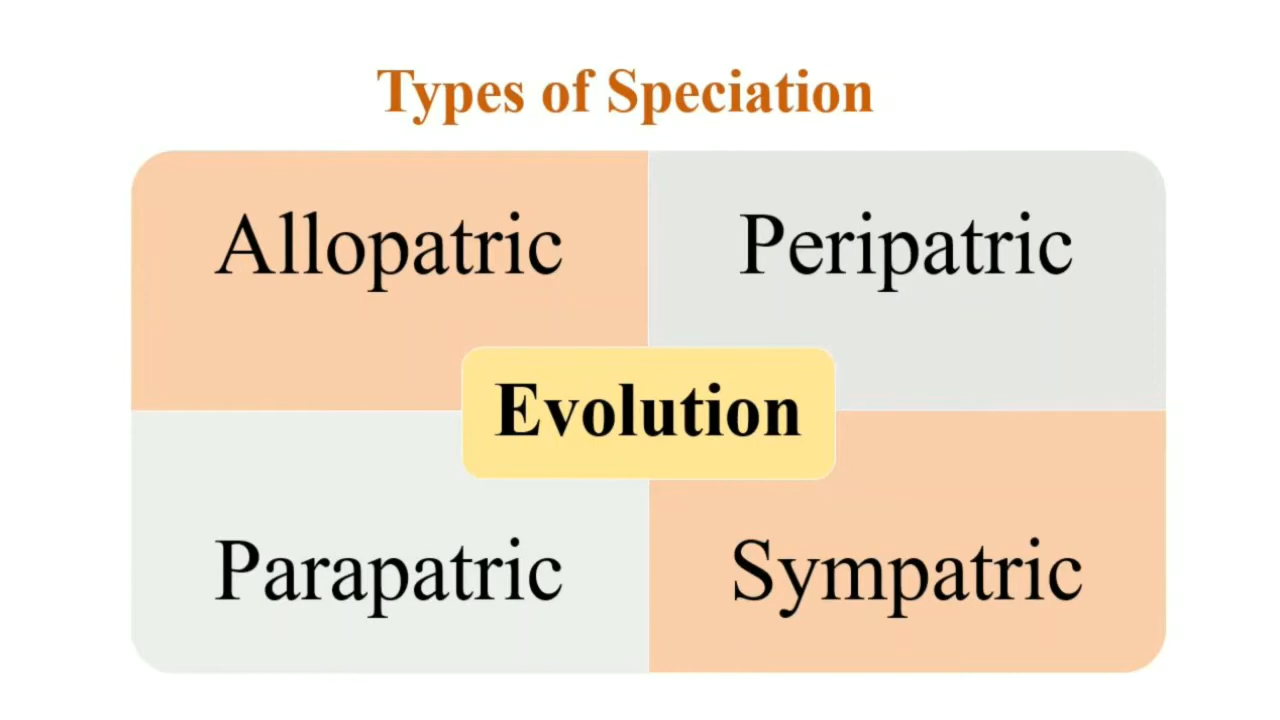 Types of Speciation
Allopatric
Peripatric
Evolution
Parapatric
Sympatric